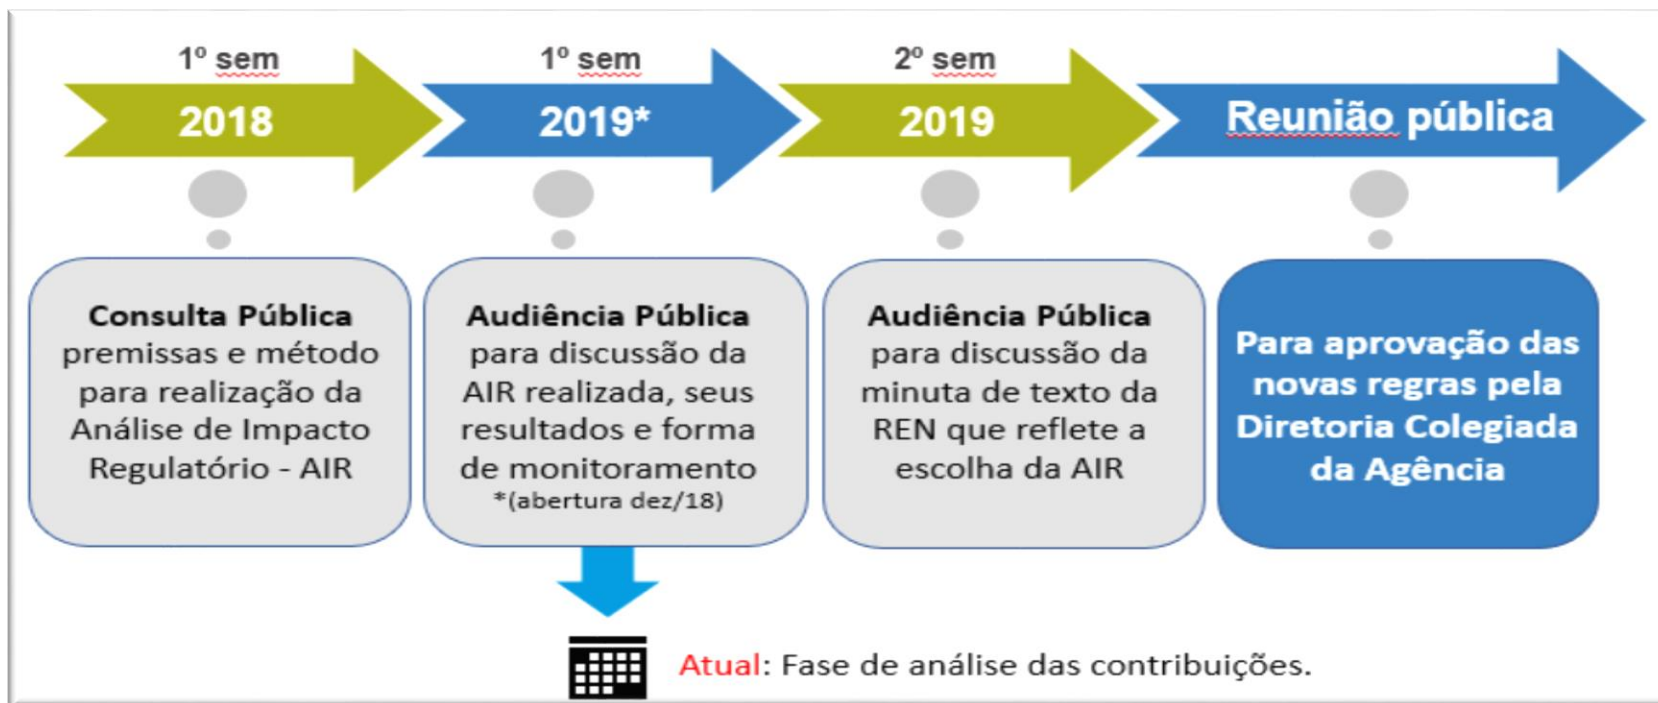 1º sem
2018
1º sem
2019*
2º sem
2019
Reunião pública
Consulta Pública
premissas e método
para realização da
Análise de Impacto
Regulatório - AIR
Audiência Pública
para discussão da
AIR realizada, seus
resultados e forma
de monitoramento
*(abertura dez/18)
Audiência Pública
para discussão da
minuta de texto da
REN que reflete a
escolha da AIR
Para aprovação das
novas regras pela
Diretoria Colegiada
da Agência
Atual: Fase de análise das contribuições.